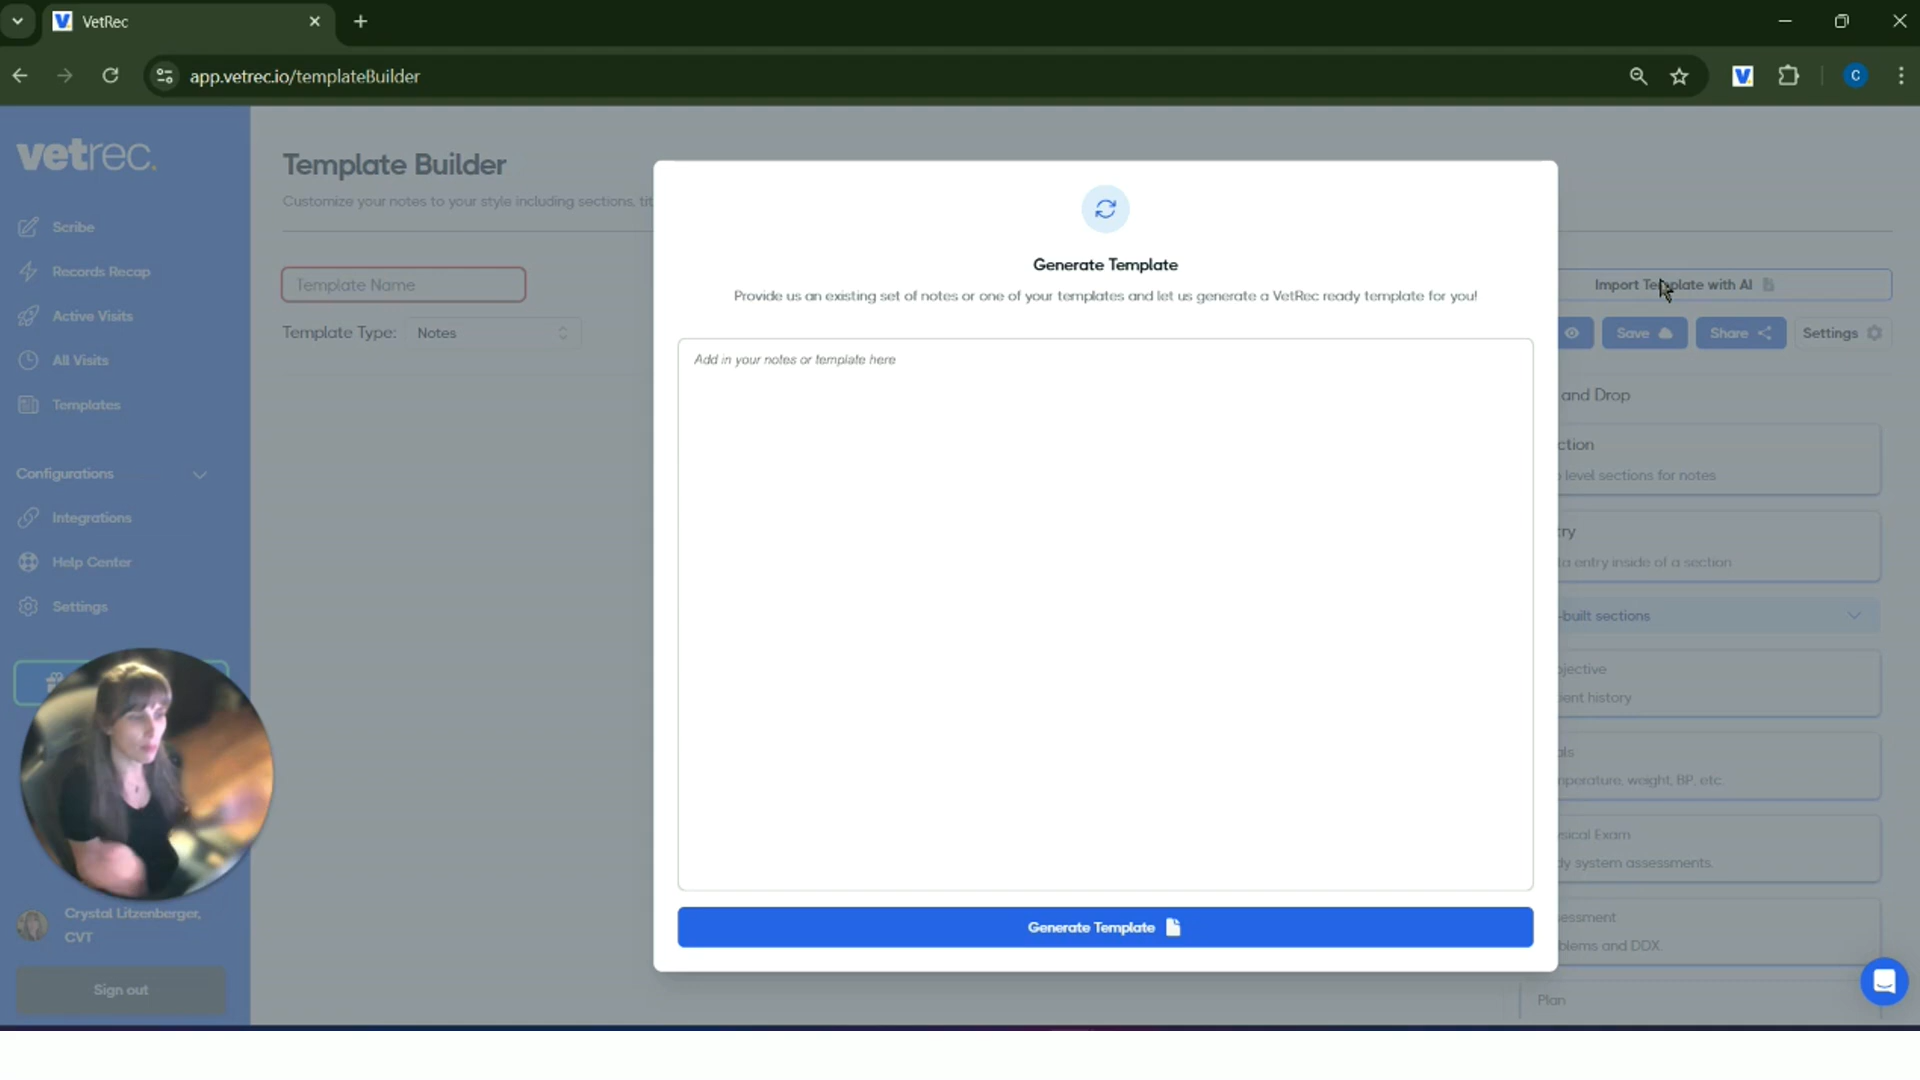 VetRec
app.vetrec.io/templateBuilder
C
vetrec.
Scribe
Records Recap
Active Visits
All Visits
Templates
Configurations
Integrations
Help Center
Settings
Crystal Litzenberger,
CVT
Sign out
Template Builder
Customize your notes to your style including sections, tit
Template Name
Template Type: Notes
Generate Template
Provide us an existing set of notes or one of your templates and let us generate a VetRec ready template for you!
Add in your notes or template here
Generate Template
Import Template with AI
Save
Share
Settings
and Drop
ction
level sections for notes
ry
ta entry inside of a section
-built sections
jective
ient history
als
mperature, weight, BP, etc.
sical Exam
dy system assessments.
essment
blems and DDX.
Plan